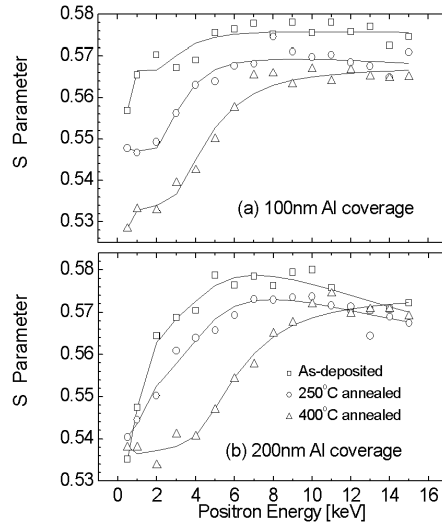 0.58
0.57
0.56
0.55
0.54
0.53
S Parameter
(a) 100nm Al coverage
0.58
0.57
0.56
0.55
0.54
0.53
S Parameter
As-deposited
250°C annealed
400°C annealed
(b) 200nm Al coverage
0 2 4 6 8 10 12 14 16
Positron Energy [keV]